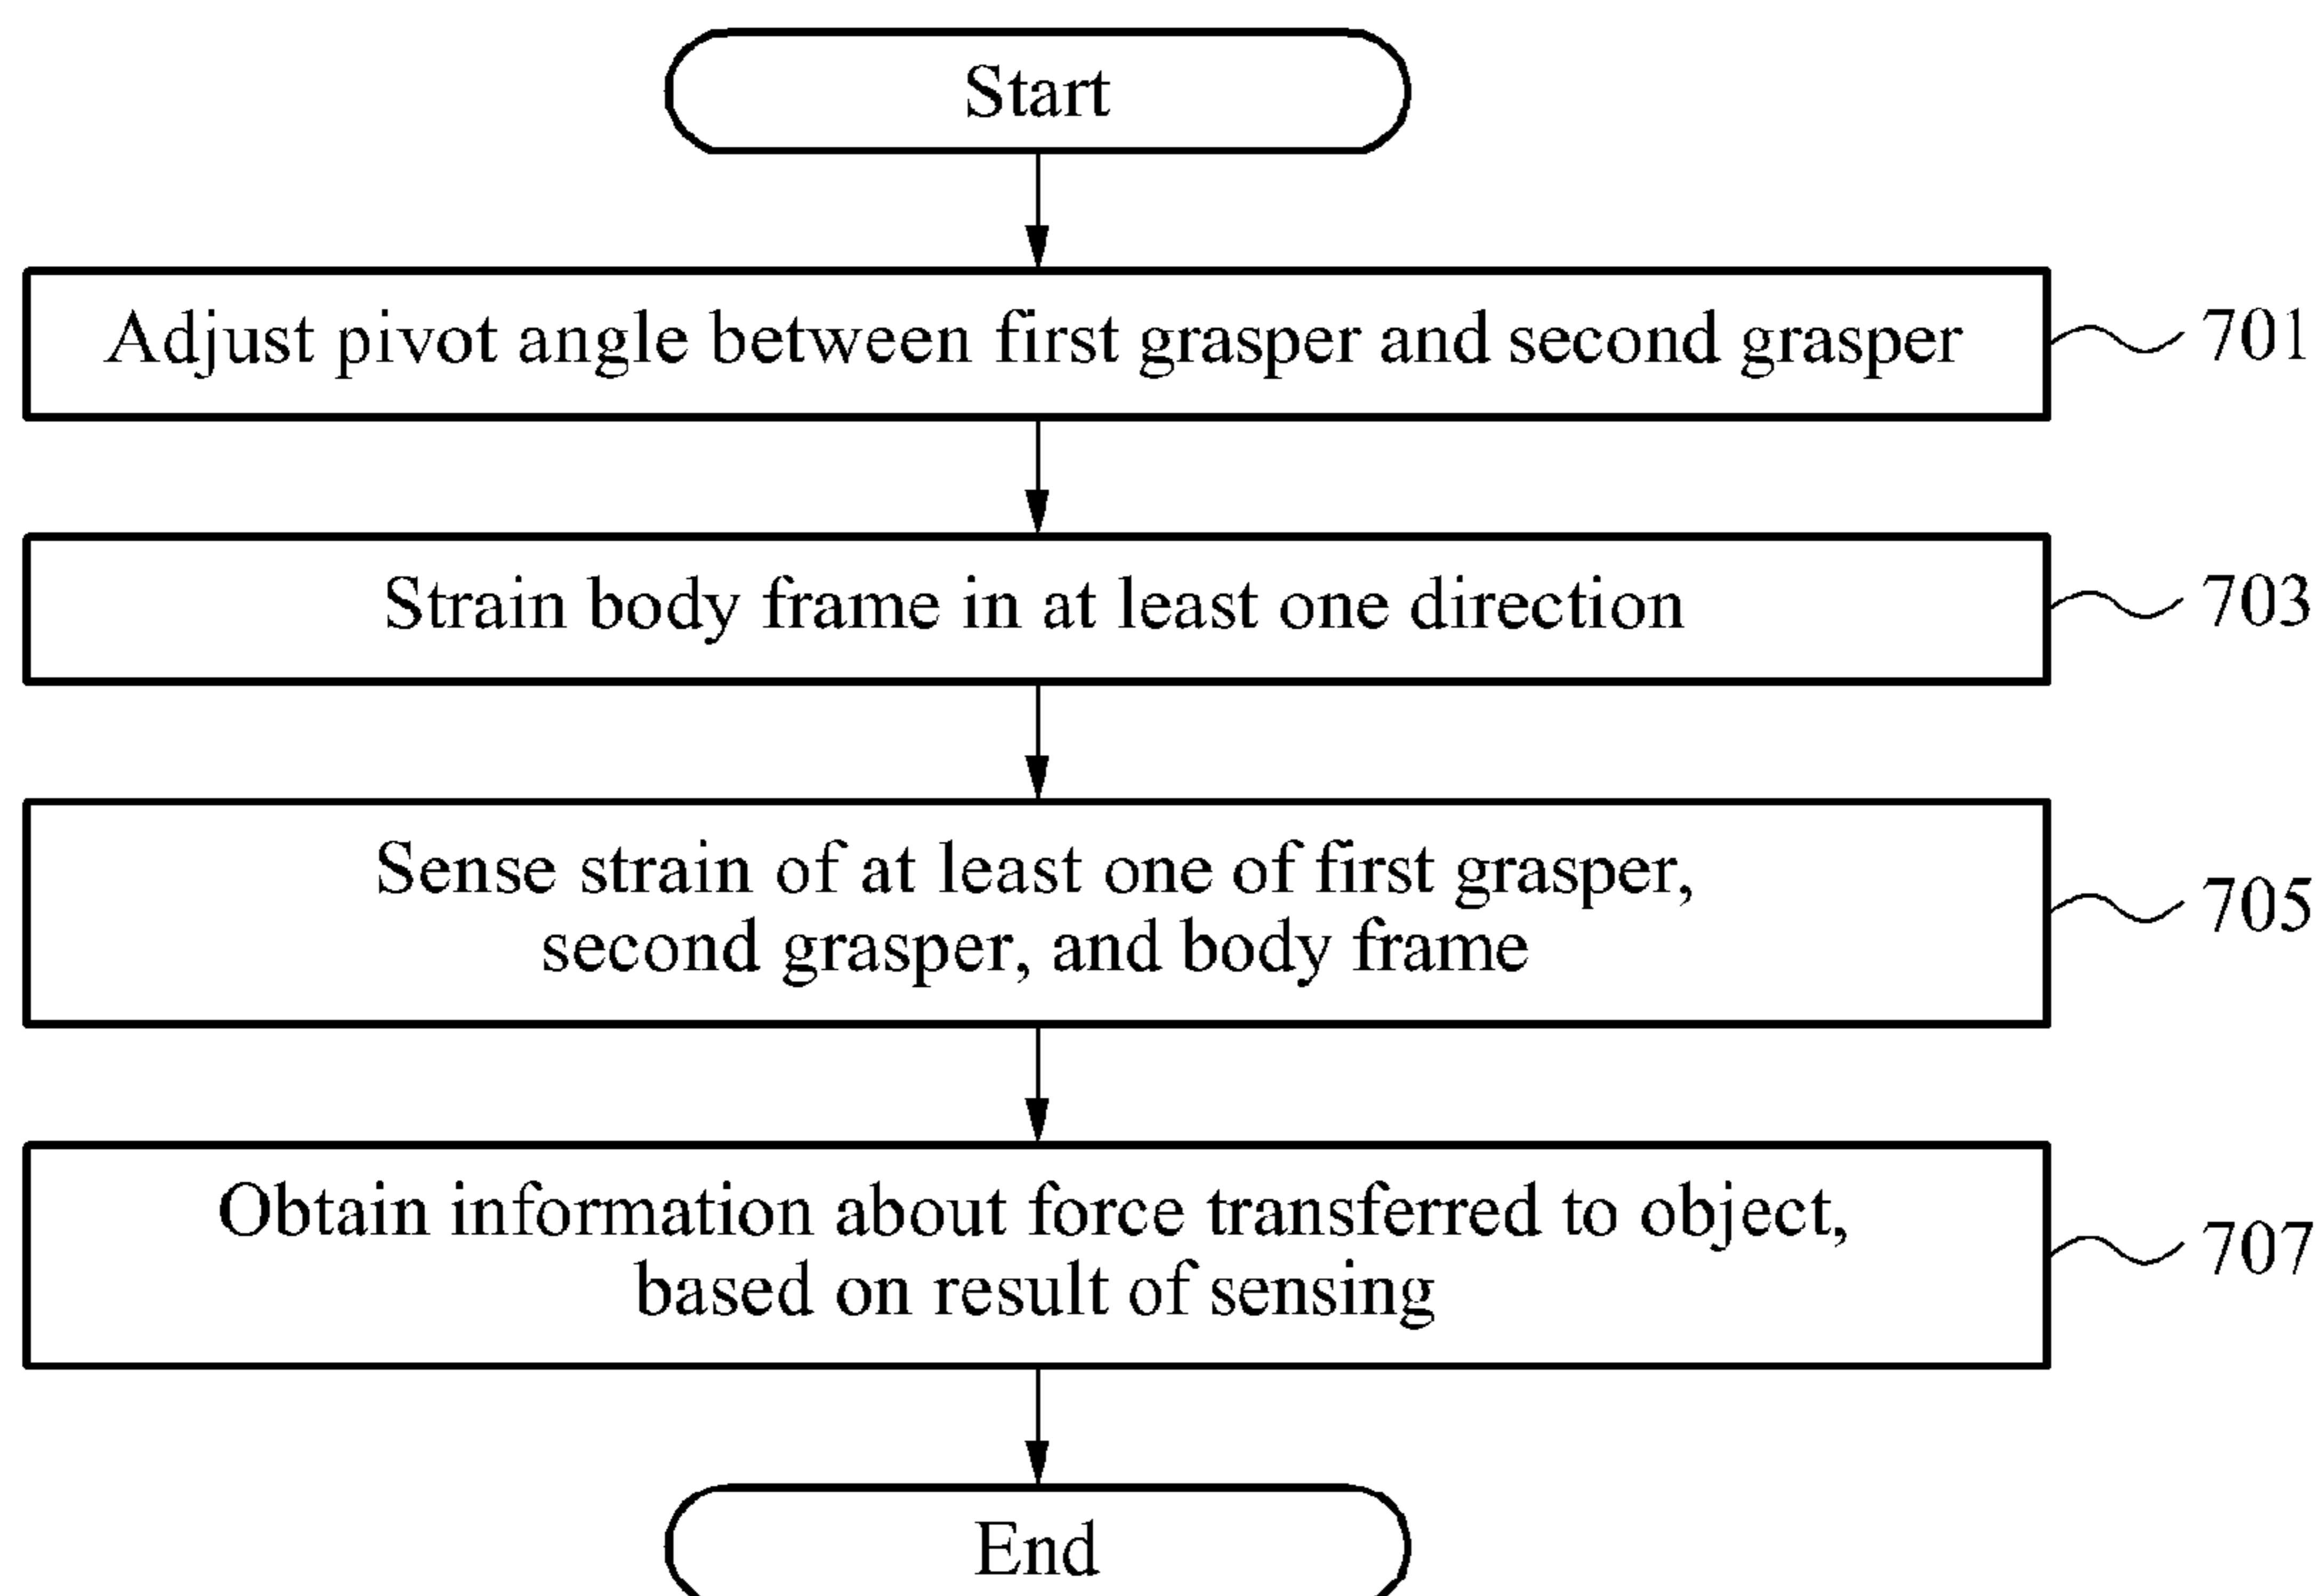 Start
Adjust pivot angle between first grasper and second grasper
701
Strain body frame in at least one direction
703
Sense strain of at least one of first grasper,
second grasper, and body frame
705
Obtain information about force transferred to object,
based on result of sensing
707
End